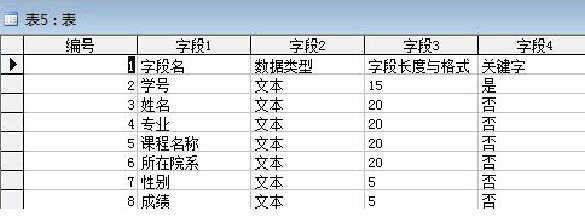 表5：表
编号 字段1 字段2 字段3 字段4
1 字段名 数据类型 字段长度与格式 关键字
2 学号 文本 15 是
3 姓名 文本 20 否
4 专业 文本 20 否
5 课程名称 文本 20 否
6 所在院系 文本 20 否
7 性别 文本 5 否
8 成绩 文本 5 否